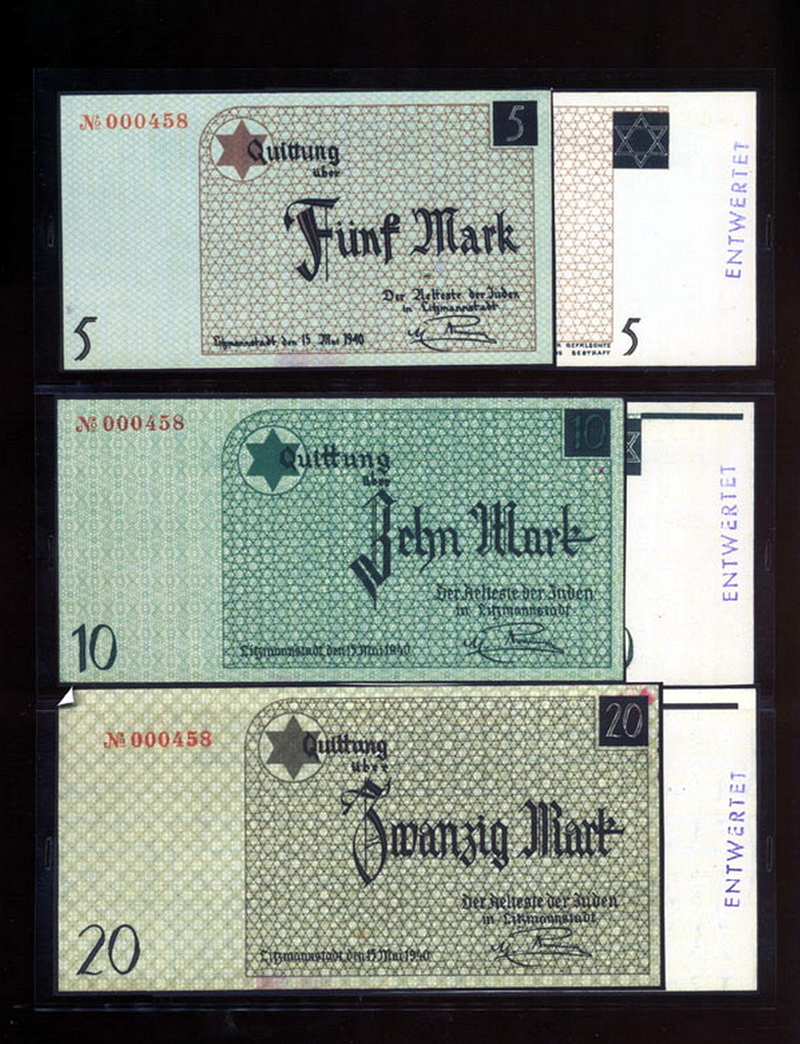 № 000458
5
Quittung
über
Fünf Mark
Der Aelteste der Juden
in Litzmannstadt
Litzmannstadt, den 15. Mai 1940
5
GEFÆLSCHTE
BESTRAFT
5
ENTWERTET
№ 000458
10
Quittung
über
Zehn Mark
Der Aelteste der Juden
in Litzmannstadt
Litzmannstadt den 15 Mai 1940
10
ENTWERTET
№ 000458
20
Quittung
über
Zwanzig Mark
Der Aelteste der Juden
in Litzmannstadt
Litzmannstadt den 15 Mai 1940
20
ENTWERTET